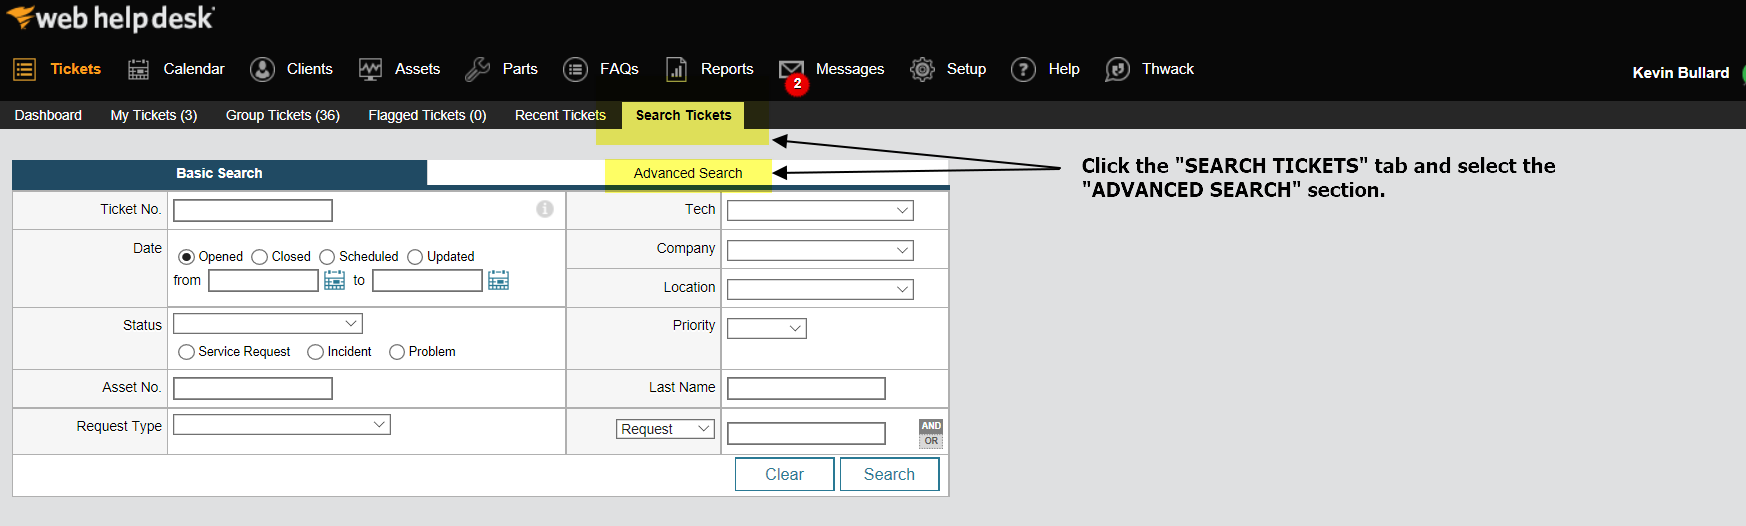 web help desk
Tickets Calendar Clients Assets Parts FAQs Reports 2 Messages Setup Help Thwack Kevin Bullard
Dashboard My Tickets (3) Group Tickets (36) Flagged Tickets (0) Recent Tickets Search Tickets
Basic Search Advanced Search
Click the "SEARCH TICKETS" tab and select the
"ADVANCED SEARCH" section.
Ticket No. i Tech
Date Opened Closed Scheduled Updated Company
from to Location
Status Priority
Service Request Incident Problem
Asset No. Last Name
Request Type Request AND
OR
Clear Search